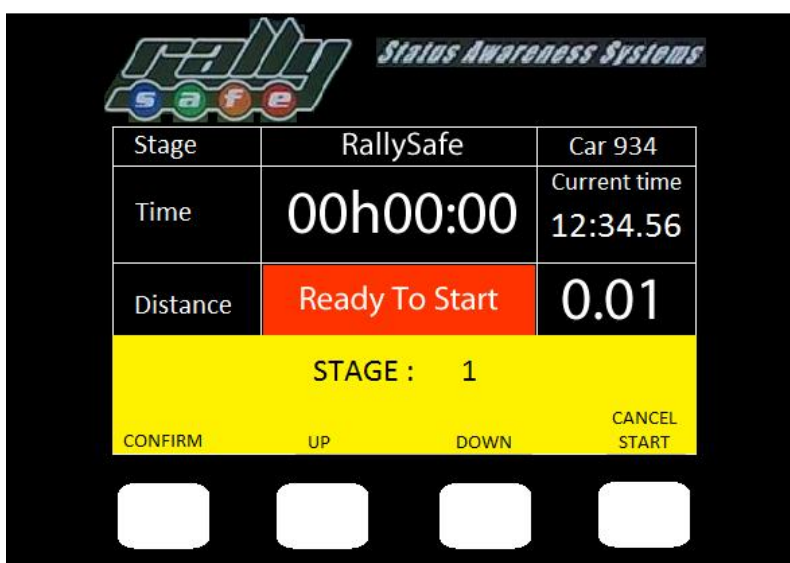 rally
safe
Status Awareness Systems
Stage RallySafe Car 934
Time 00h00:00 Current time
12:34.56
Distance Ready To Start 0.01
STAGE : 1
CONFIRM UP DOWN CANCEL
START